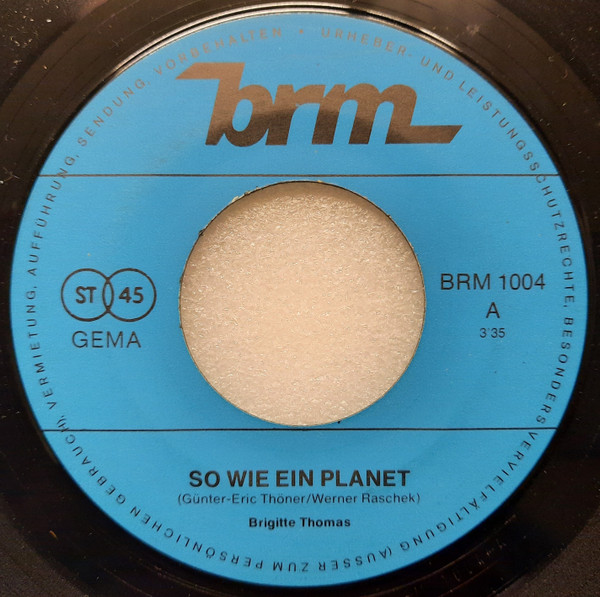 URHEBER- UND LEISTUNGSSCHUTZRECHTE, BESONDERS VERVIELFÄLTIGUNG (AUSSER ZUM PERSÖNLICHEN GEBRAUCH), VERMIETUNG, AUFFÜHRUNG, SENDUNG, VORBEHALTEN •
brm
ST 45
GEMA
BRM 1004
A
3'35
SO WIE EIN PLANET
(Günter-Eric Thöner/Werner Raschek)
Brigitte Thomas